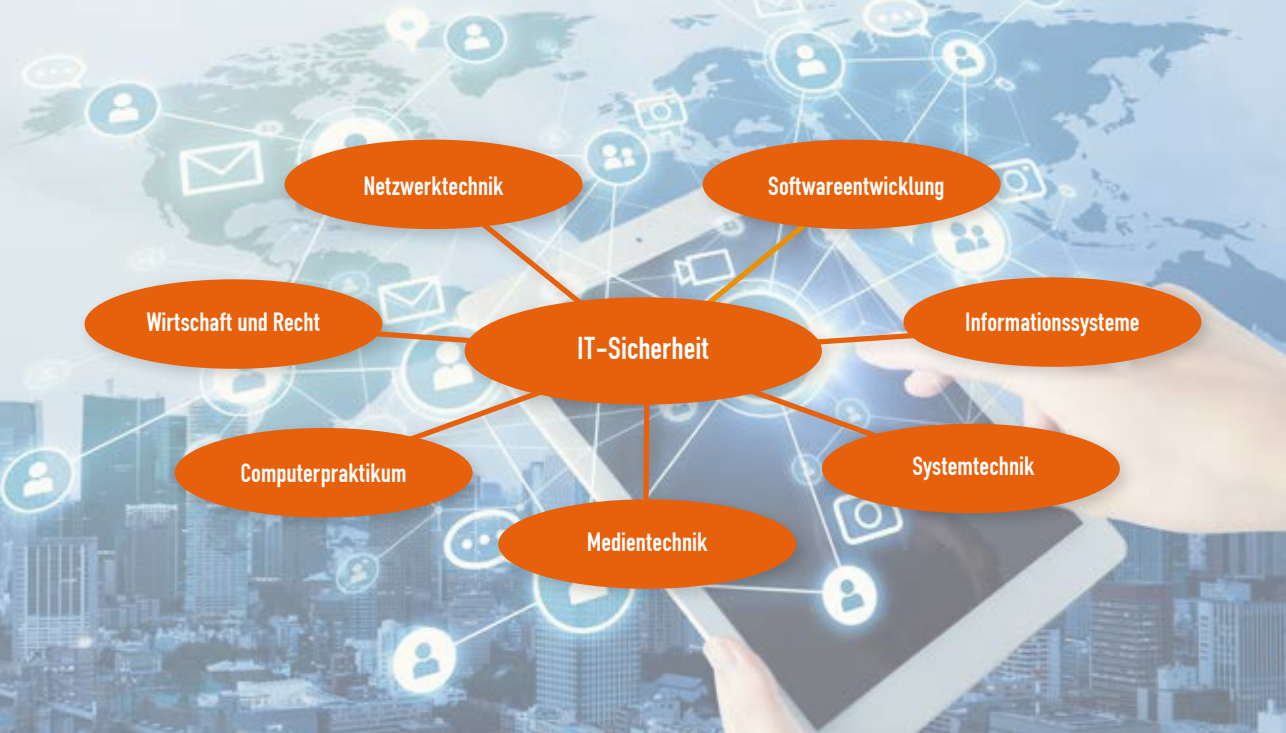 Netzwerktechnik
Softwareentwicklung
Wirtschaft und Recht
IT-Sicherheit
Informationssysteme
Computerpraktikum
Systemtechnik
Medientechnik